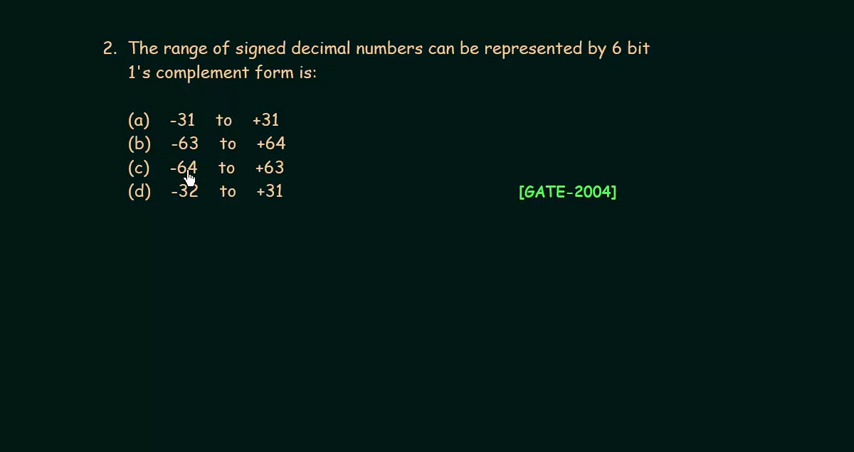 2. The range of signed decimal numbers can be represented by 6 bit
1's complement form is:
(a) -31 to +31
(b) -63 to +64
(c) -64 to +63
(d) -32 to +31 [GATE-2004]